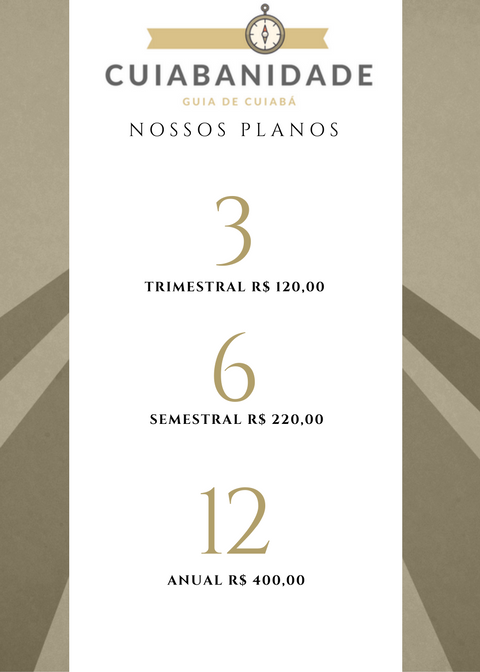 CUIABANIDADE
GUIA DE CUIABÁ
NOSSOS PLANOS
3
TRIMESTRAL R$ 120,00
6
SEMESTRAL R$ 220,00
12
ANUAL R$ 400,00